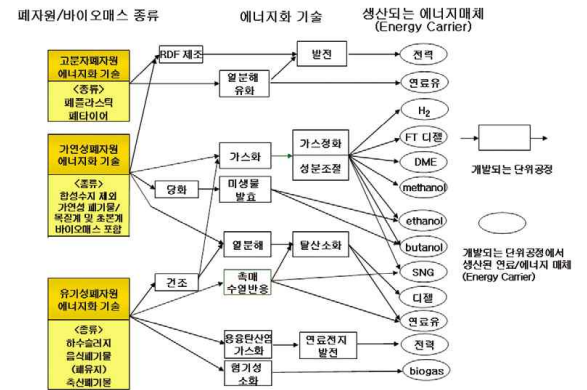 폐자원/바이오매스 종류
에너지화 기술
생산되는 에너지매체
(Energy Carrier)
고분자폐자원
에너지화 기술
<종류>
폐플라스틱
폐타이어
가연성폐자원
에너지화 기술
<종류>
합성수지 제외
가연성 폐기물/
목질계 및 초본계
바이오매스 포함
유기성폐자원
에너지화 기술
<종류>
하수슬러지
음식폐기물
(폐유지)
축산폐기물
RDF 제조
발전
열분해
유화
가스화
가스정화
성분조절
당화
미생물
발효
열분해
탈산소화
건조
촉매
수열반응
용융탄산염
가스화
연료전지
발전
혐기성
소화
전력
연료유
H2
FT 디젤
DME
methanol
ethanol
butanol
SNG
디젤
연료유
전력
biogas
개발되는 단위공정
개발되는 단위공정에서
생산된 연료/에너지 매체
(Energy Carrier)